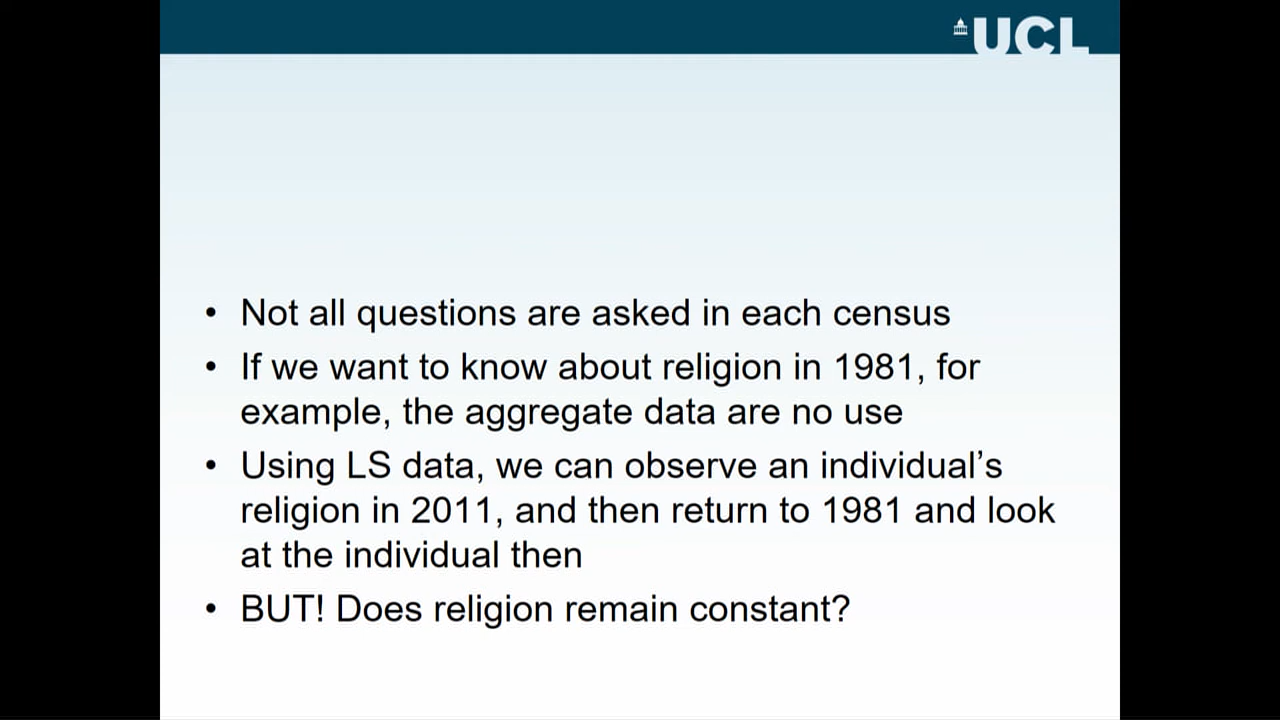 UCL
• Not all questions are asked in each census
• If we want to know about religion in 1981, for
example, the aggregate data are no use
• Using LS data, we can observe an individual’s
religion in 2011, and then return to 1981 and look
at the individual then
• BUT! Does religion remain constant?